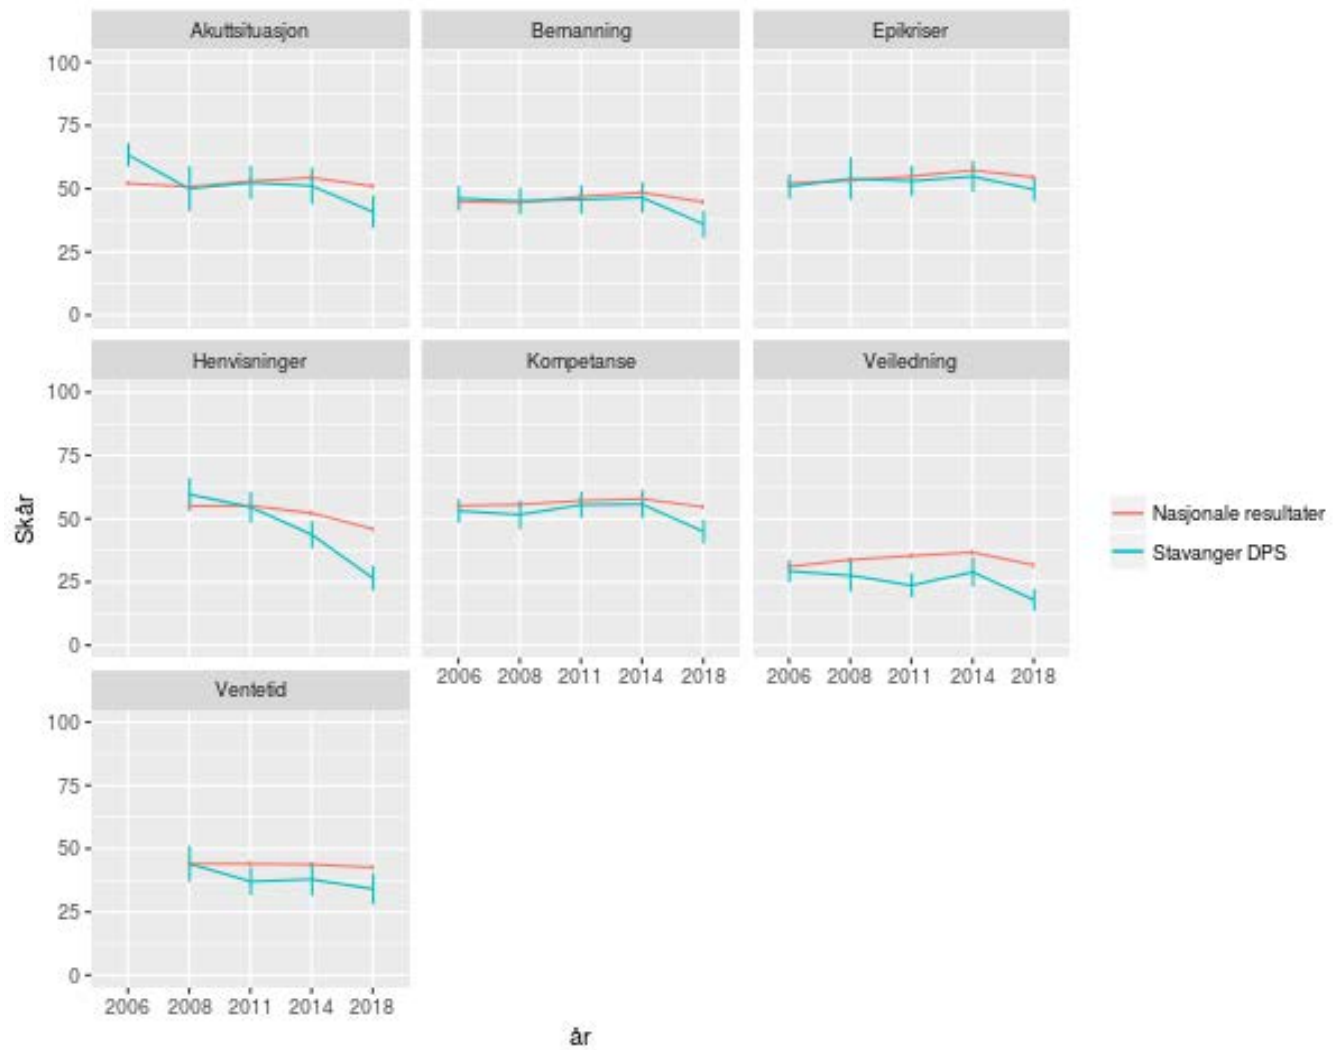 Akuttsituasjon
Bemanning
Epikriser
100
75
50
25
0
Henvisninger
Kompetanse
Veiledning
100
75
50
25
0
2006 2008 2011 2014 2018
2006 2008 2011 2014 2018
Ventetid
100
75
50
25
0
2006 2008 2011 2014 2018
Skår
år
Nasjonale resultater
Stavanger DPS